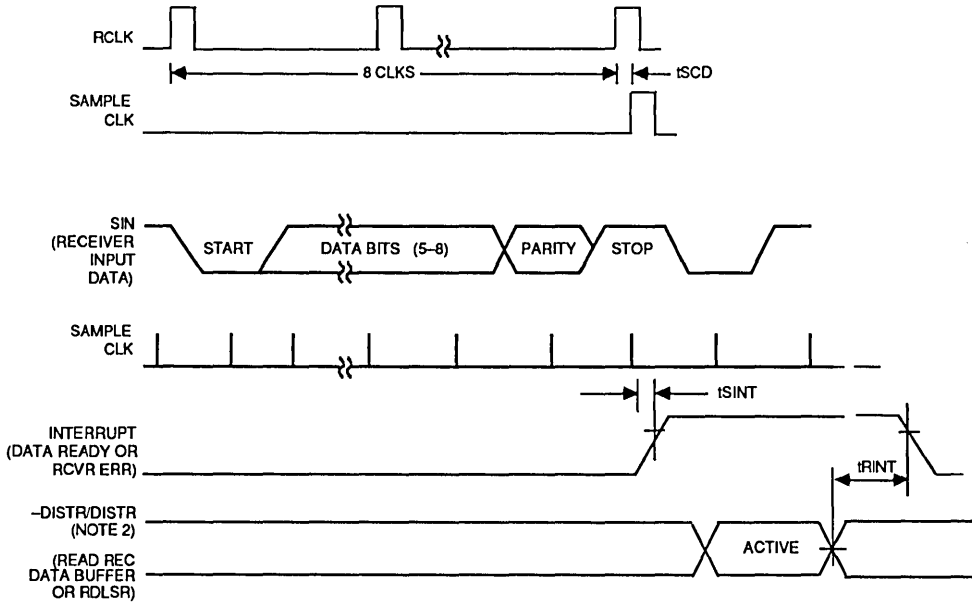 RCLK
8 CLKS
tSCD
SAMPLE
CLK
SIN
(RECEIVER
INPUT
DATA)
START
DATA BITS (5–8)
PARITY
STOP
SAMPLE
CLK
tSINT
INTERRUPT
(DATA READY OR
RCVR ERR)
tRINT
–DISTR/DISTR
(NOTE 2)
ACTIVE
(READ REC
DATA BUFFER
OR RDLSR)